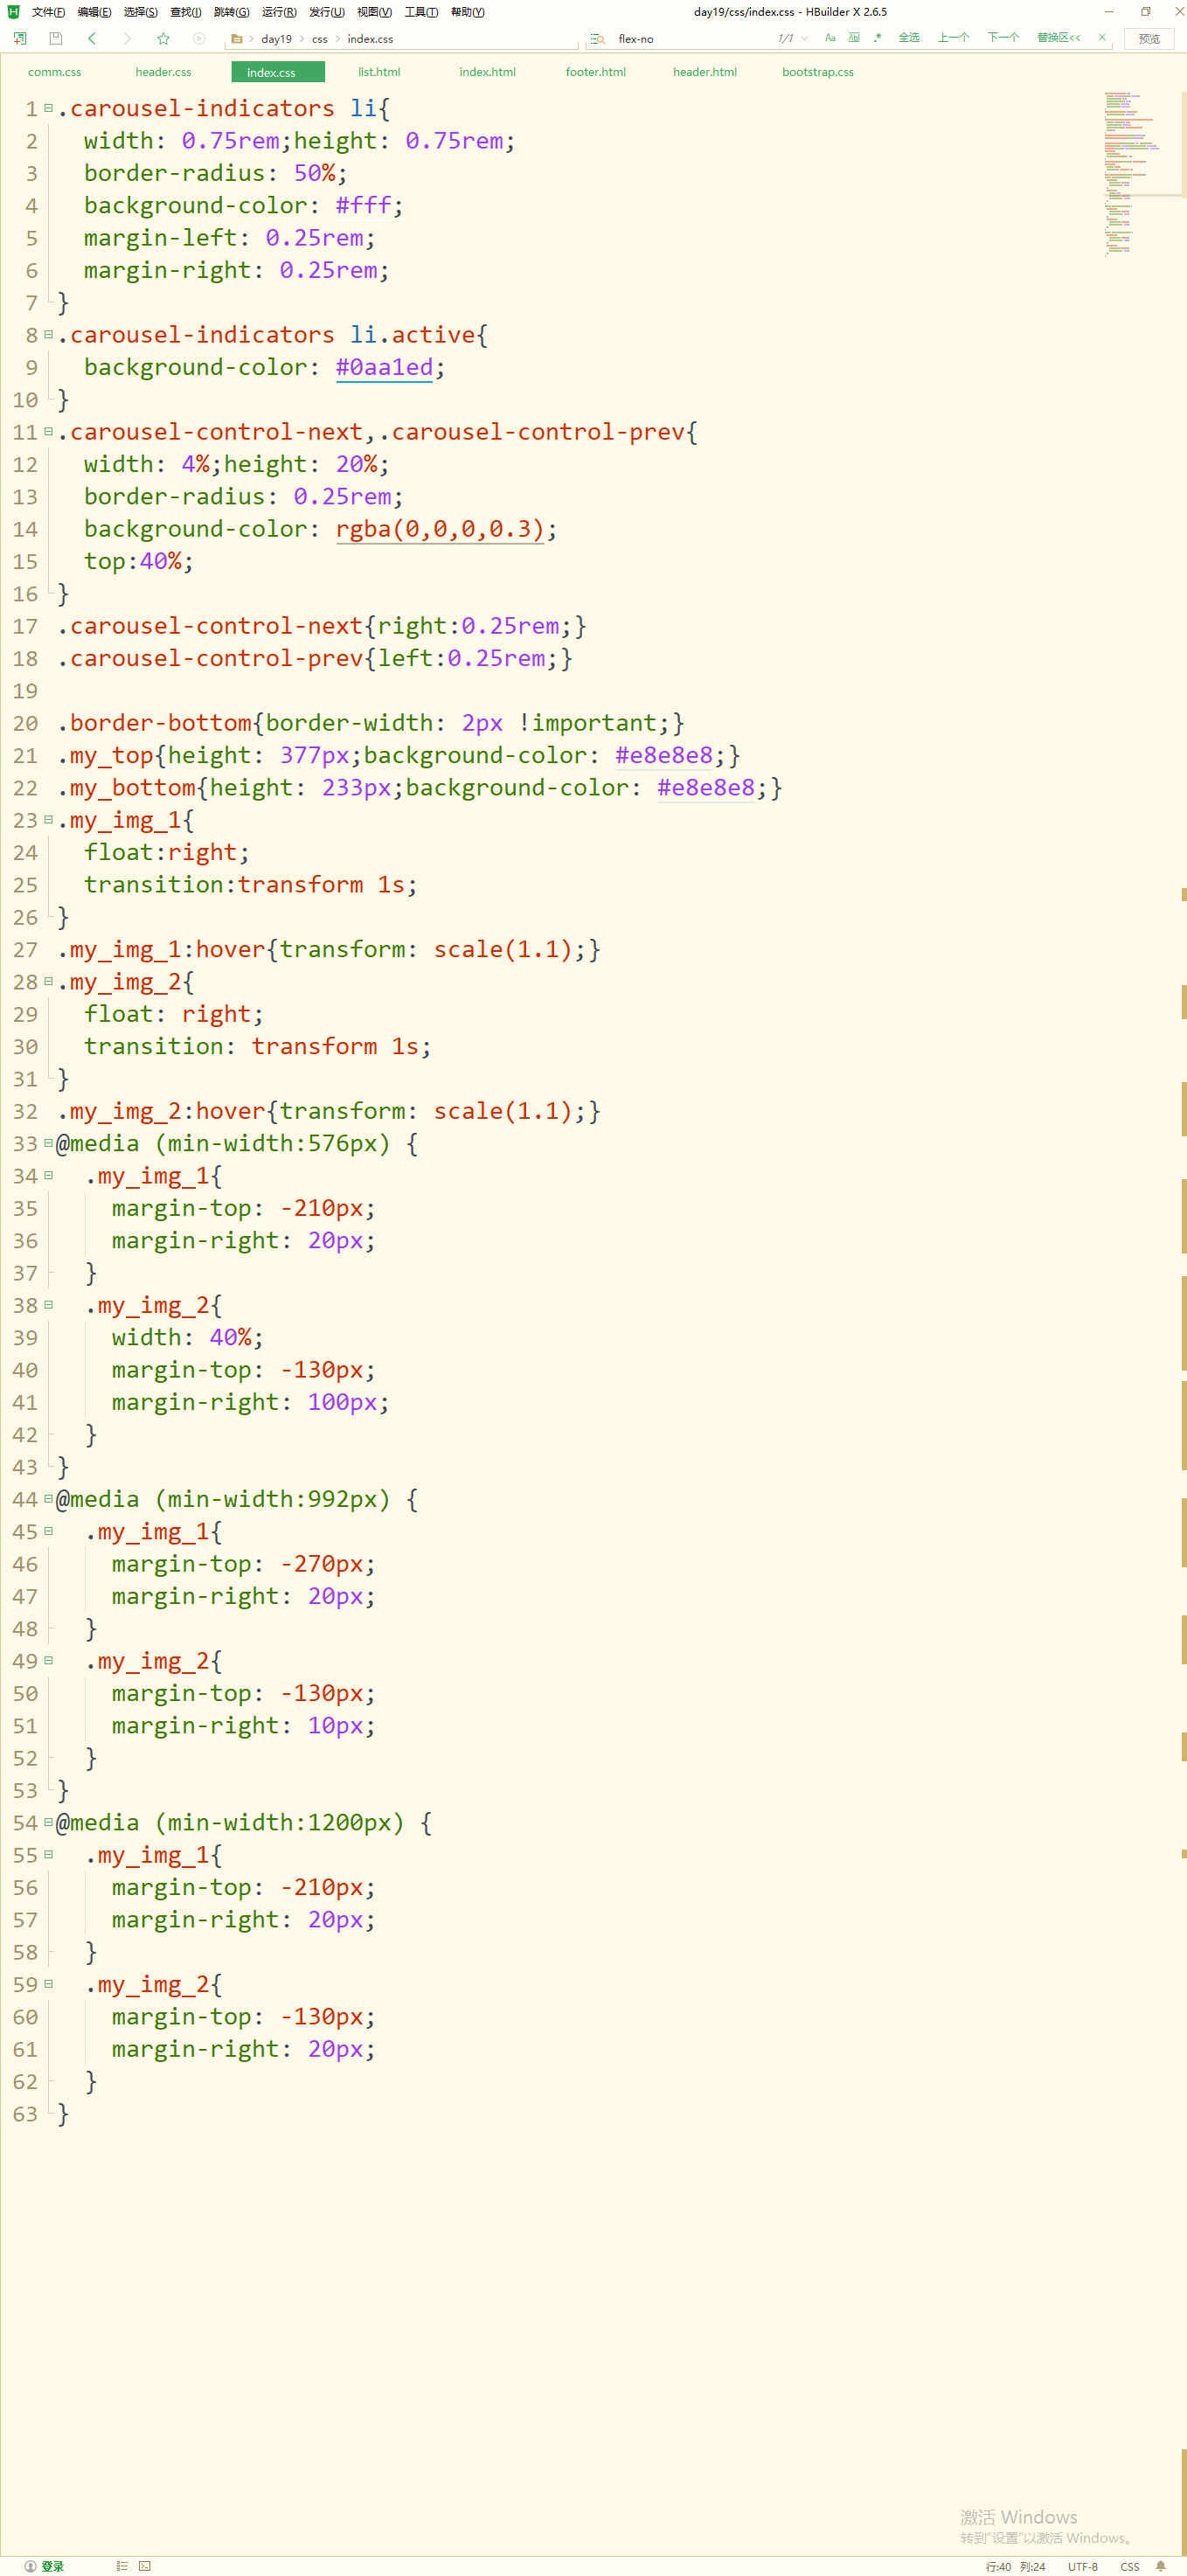 文件(F) 编辑(E) 选择(S) 查找(I) 跳转(G) 运行(R) 发行(U) 视图(V) 工具(T) 帮助(Y) day19/css/index.css - HBuilder X 2.6.5
day19 css index.css flex-no 1/1 Aa .* 全选 上一个 下一个 替换区<< 预览
comm.css header.css index.css list.html index.html footer.html header.html bootstrap.css
1 .carousel-indicators li{
2 width: 0.75rem;height: 0.75rem;
3 border-radius: 50%;
4 background-color: #fff;
5 margin-left: 0.25rem;
6 margin-right: 0.25rem;
7 }
8 .carousel-indicators li.active{
9 background-color: #0aa1ed;
10 }
11 .carousel-control-next,.carousel-control-prev{
12 width: 4%;height: 20%;
13 border-radius: 0.25rem;
14 background-color: rgba(0,0,0,0.3);
15 top:40%;
16 }
17 .carousel-control-next{right:0.25rem;}
18 .carousel-control-prev{left:0.25rem;}
19
20 .border-bottom{border-width: 2px !important;}
21 .my_top{height: 377px;background-color: #e8e8e8;}
22 .my_bottom{height: 233px;background-color: #e8e8e8;}
23 .my_img_1{
24 float:right;
25 transition:transform 1s;
26 }
27 .my_img_1:hover{transform: scale(1.1);}
28 .my_img_2{
29 float: right;
30 transition: transform 1s;
31 }
32 .my_img_2:hover{transform: scale(1.1);}
33 @media (min-width:576px) {
34 .my_img_1{
35 margin-top: -210px;
36 margin-right: 20px;
37 }
38 .my_img_2{
39 width: 40%;
40 margin-top: -130px;
41 margin-right: 100px;
42 }
43 }
44 @media (min-width:992px) {
45 .my_img_1{
46 margin-top: -270px;
47 margin-right: 20px;
48 }
49 .my_img_2{
50 margin-top: -130px;
51 margin-right: 10px;
52 }
53 }
54 @media (min-width:1200px) {
55 .my_img_1{
56 margin-top: -210px;
57 margin-right: 20px;
58 }
59 .my_img_2{
60 margin-top: -130px;
61 margin-right: 20px;
62 }
63 }
激活 Windows
转到"设置"以激活 Windows。
登录 行:40 列:24 UTF-8 CSS